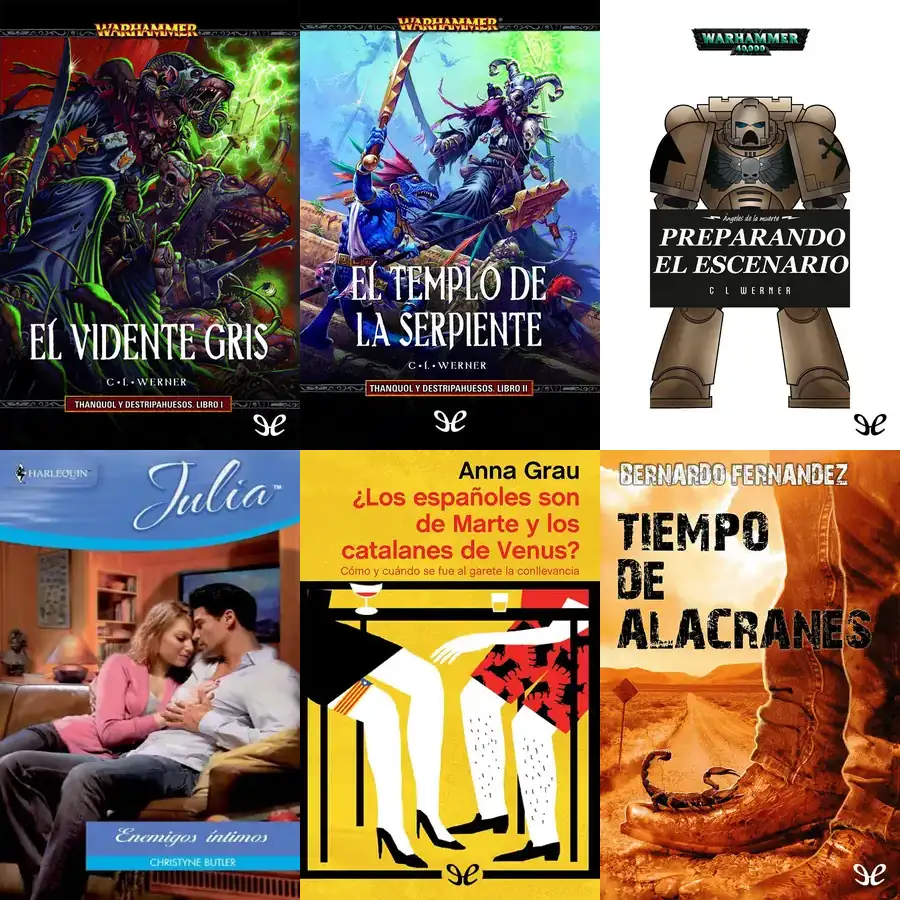 WARHAMMER
EL VIDENTE GRIS
C·L·WERNER
THANQUOL Y DESTRIPAHUESOS. LIBRO I
WARHAMMER
EL TEMPLO DE
LA SERPIENTE
C·L·WERNER
THANQUOL Y DESTRIPAHUESOS. LIBRO II
WARHAMMER
40,000
Ángeles de la muerte
PREPARANDO
EL ESCENARIO
C L WERNER
HARLEQUIN
Julia™
Enemigos íntimos
CHRISTYNE BUTLER
Anna Grau
¿Los españoles son
de Marte y los
catalanes de Venus?
Cómo y cuándo se fue al garete la conllevancia
BERNARDO FERNANDEZ
TIEMPO
DE
ALACRANES